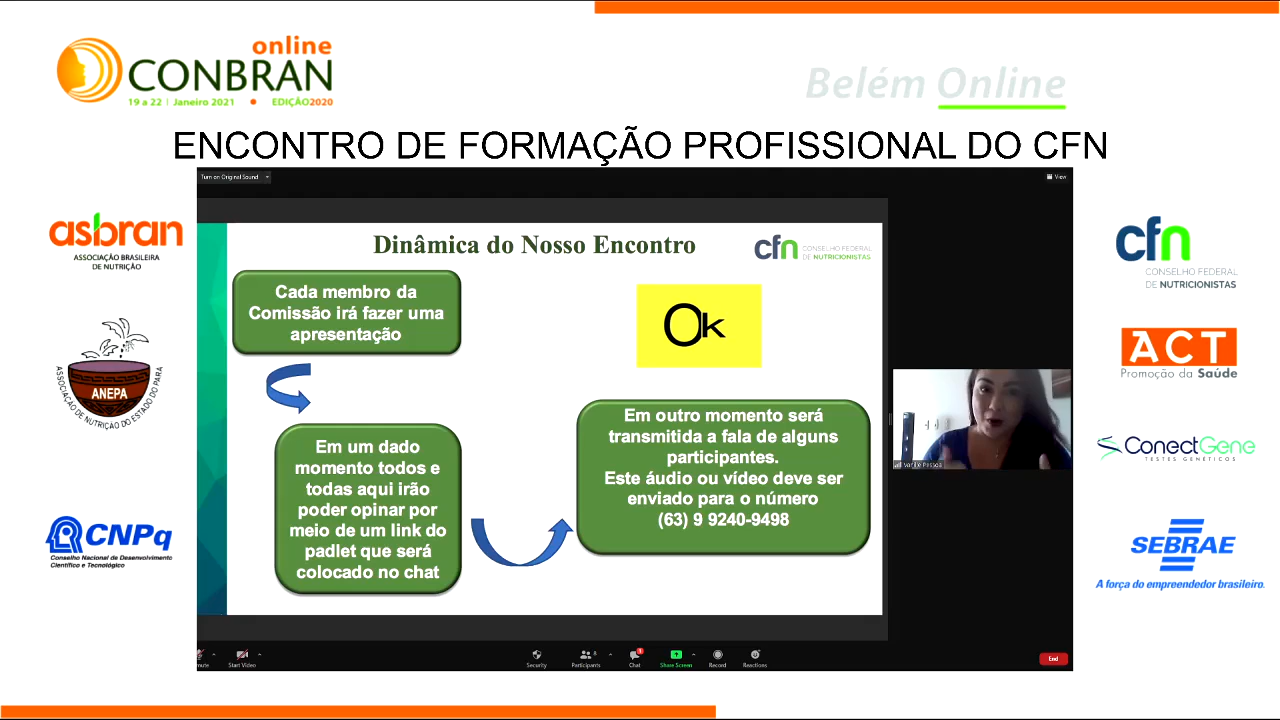 online
CONBRAN
19 a 22 | Janeiro 2021 • EDIÇÃO2020
Belém Online
ENCONTRO DE FORMAÇÃO PROFISSIONAL DO CFN
Turn on Original Sound
View
asbran
ASSOCIAÇÃO BRASILEIRA
DE NUTRIÇÃO
ANEPA
ASSOCIAÇÃO DE NUTRIÇÃO DO ESTADO DO PARÁ
CNPq
Conselho Nacional de Desenvolvimento
Científico e Tecnológico
Dinâmica do Nosso Encontro
cfn CONSELHO FEDERAL
DE NUTRICIONISTAS
Cada membro da
Comissão irá fazer uma
apresentação
Ok
Em um dado
momento todos e
todas aqui irão
poder opinar por
meio de um link do
padlet que será
colocado no chat
Em outro momento será
transmitida a fala de alguns
participantes.
Este áudio ou vídeo deve ser
enviado para o número
(63) 9 9240-9498
Pessoa
Start Video
Security
Participants
Chat
Share Screen
Record
Reactions
End
cfn
CONSELHO FEDERAL
DE NUTRICIONISTAS
ACT
Promoção da Saúde
ConectGene
TESTES GENÉTICOS
SEBRAE
A força do empreendedor brasileiro.